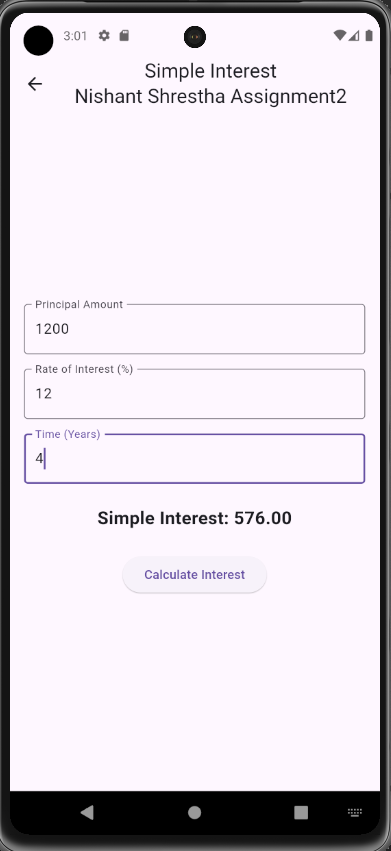 3:01
Simple Interest
Nishant Shrestha Assignment2
Principal Amount
1200
Rate of Interest (%)
12
Time (Years)
4
Simple Interest: 576.00
Calculate Interest